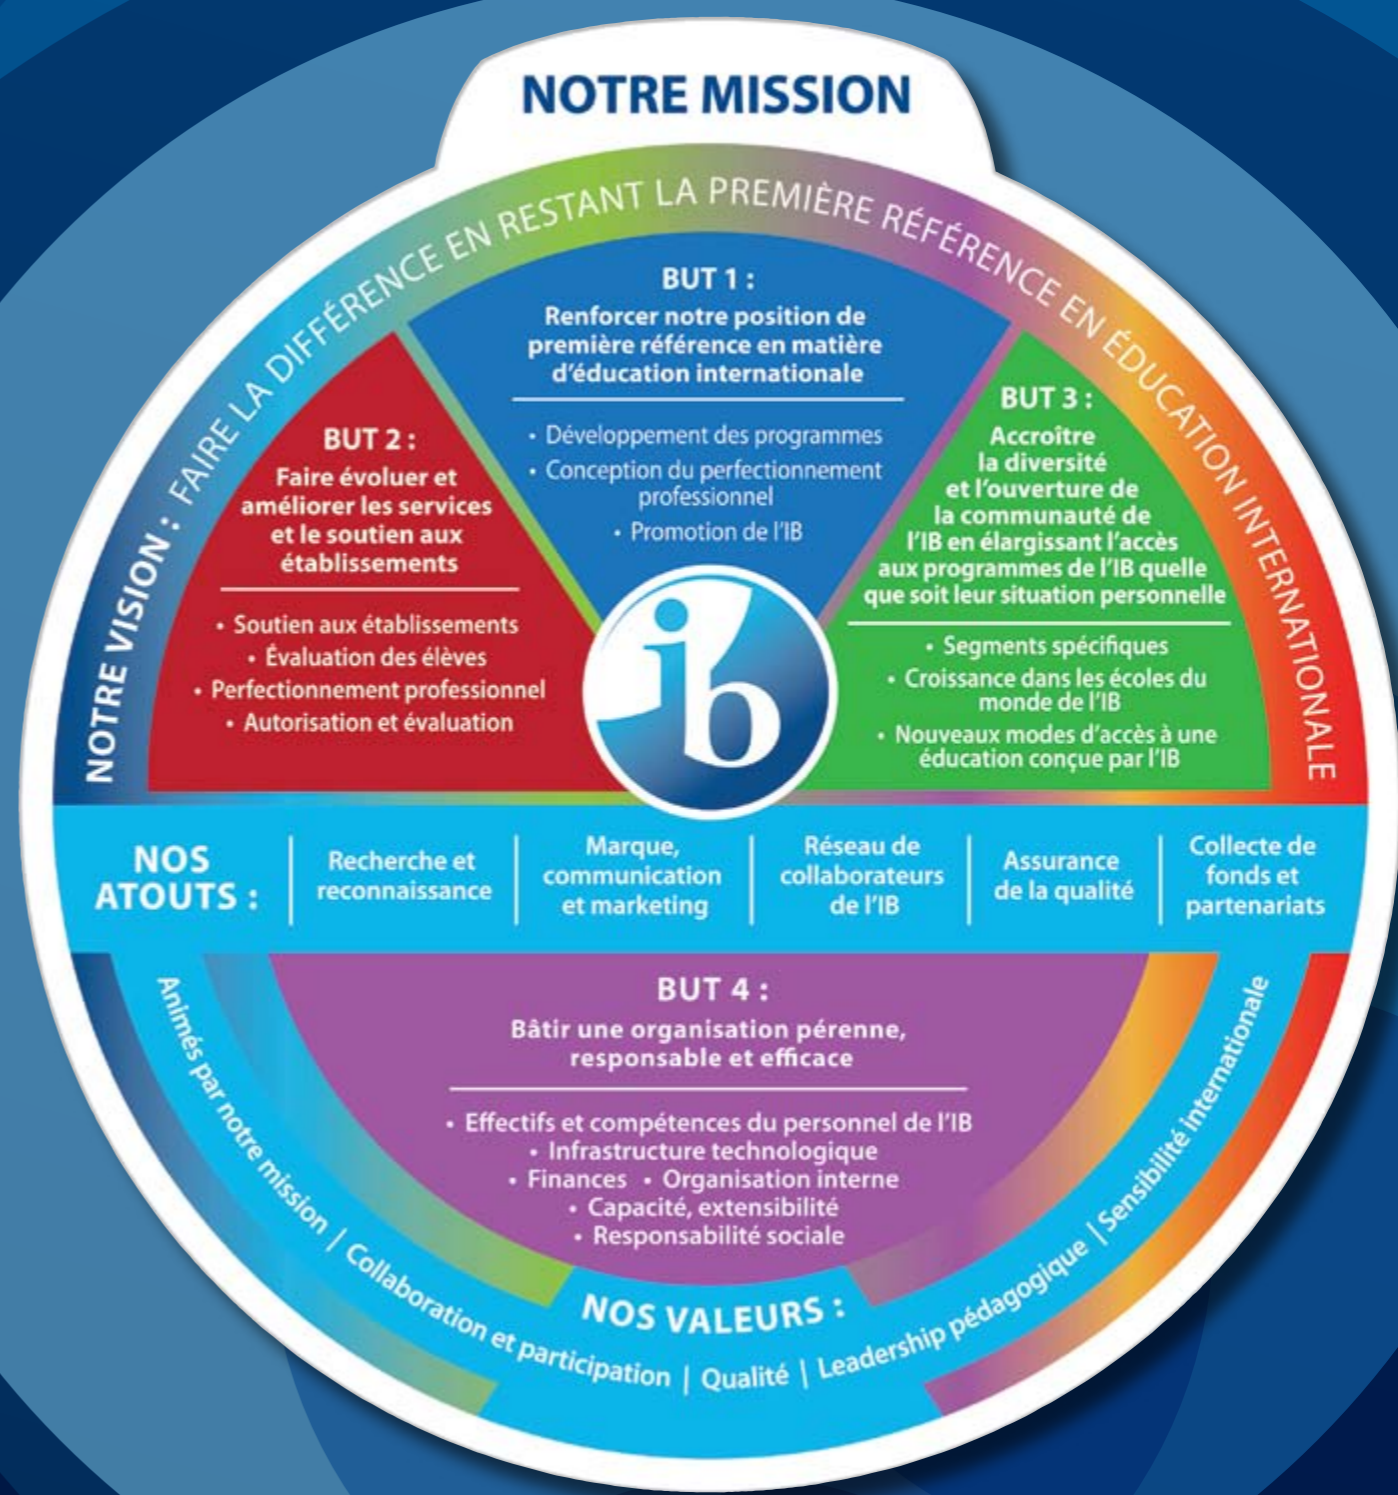 NOTRE MISSION
NOTRE VISION : FAIRE LA DIFFÉRENCE EN RESTANT LA PREMIÈRE RÉFÉRENCE EN ÉDUCATION INTERNATIONALE
BUT 1 :
Renforcer notre position de
première référence en matière
d'éducation internationale
• Développement des programmes
• Conception du perfectionnement
professionnel
• Promotion de l'IB
BUT 2 :
Faire évoluer et
améliorer les services
et le soutien aux
établissements
• Soutien aux établissements
• Évaluation des élèves
• Perfectionnement professionnel
• Autorisation et évaluation
BUT 3 :
Accroître
la diversité
et l'ouverture de
la communauté de
l'IB en élargissant l'accès
aux programmes de l'IB quelle
que soit leur situation personnelle
• Segments spécifiques
• Croissance dans les écoles du
monde de l'IB
• Nouveaux modes d'accès à une
éducation conçue par l'IB
ib
NOS
ATOUTS :
Recherche et
reconnaissance
Marque,
communication
et marketing
Réseau de
collaborateurs
de l'IB
Assurance
de la qualité
Collecte de
fonds et
partenariats
BUT 4 :
Bâtir une organisation pérenne,
responsable et efficace
• Effectifs et compétences du personnel de l'IB
• Infrastructure technologique
• Finances • Organisation interne
• Capacité, extensibilité
• Responsabilité sociale
NOS VALEURS :
Animés par notre mission | Collaboration et participation | Qualité | Leadership pédagogique | Sensibilité internationale